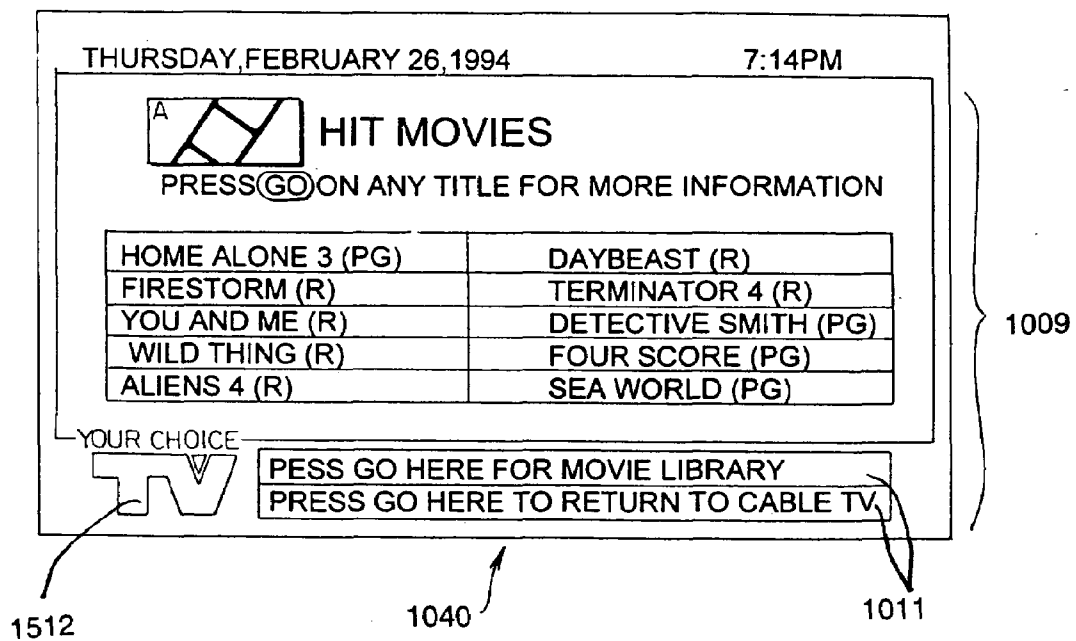 THURSDAY,FEBRUARY 26,1994 7:14PM
A
HIT MOVIES
PRESS GO ON ANY TITLE FOR MORE INFORMATION
HOME ALONE 3 (PG) DAYBEAST (R)
FIRESTORM (R) TERMINATOR 4 (R)
YOU AND ME (R) DETECTIVE SMITH (PG)
WILD THING (R) FOUR SCORE (PG)
ALIENS 4 (R) SEA WORLD (PG)
1009
YOUR CHOICE
TV
PESS GO HERE FOR MOVIE LIBRARY
PRESS GO HERE TO RETURN TO CABLE TV
1512 1040 1011